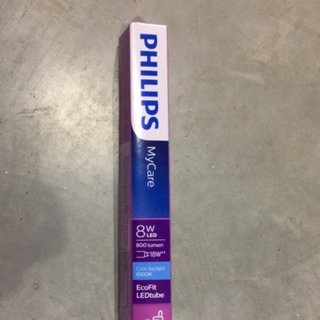 PHILIPS
MyCare
8W
LED
800 lumen
18W**
Cool daylight
6500K
EcoFit
LEDtube